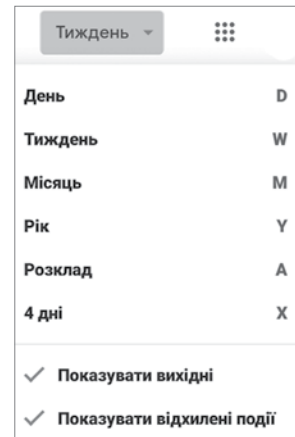 Тиждень
День D
Тиждень W
Місяць M
Рік Y
Розклад A
4 дні X
Показувати вихідні
Показувати відхилені події